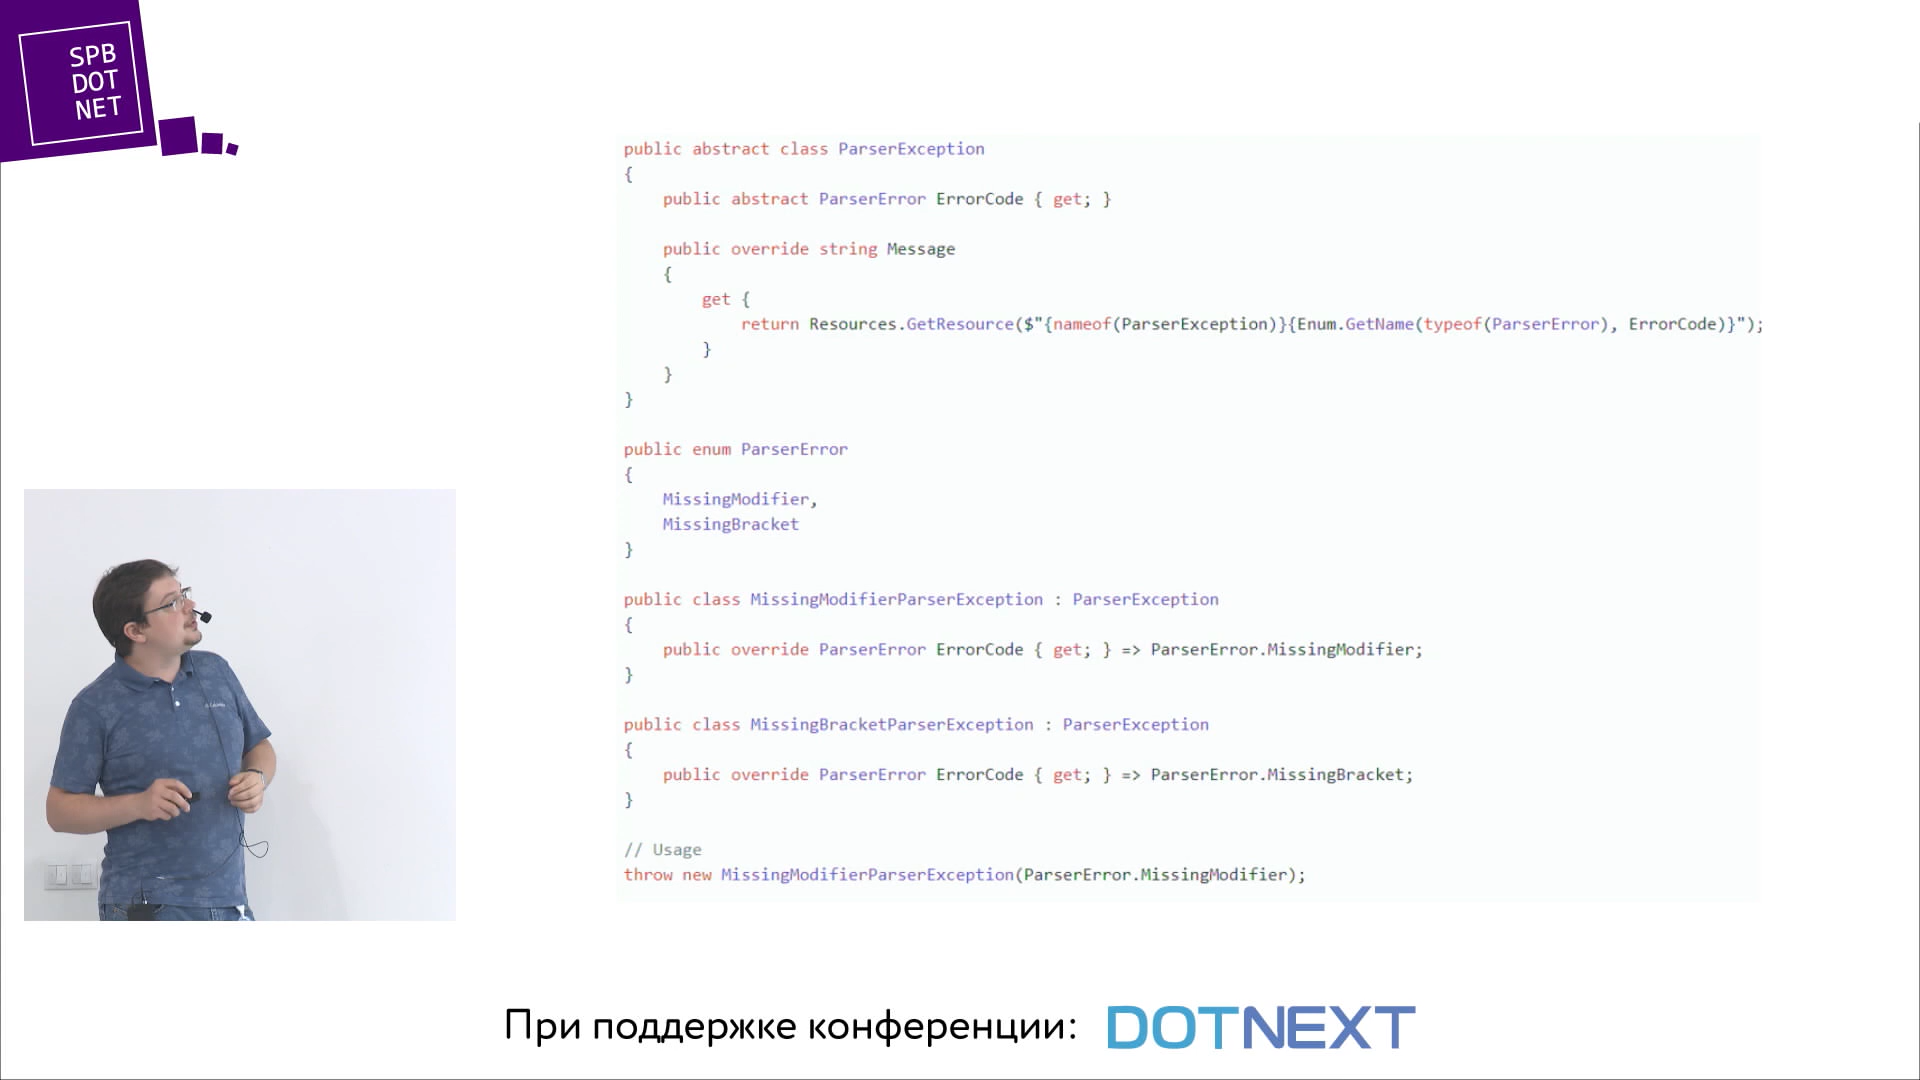 SPB
DOT
NET
public abstract class ParserException
{
    public abstract ParserError ErrorCode { get; }
    public override string Message
    {
        get {
            return Resources.GetResource($"{nameof(ParserException)}{Enum.GetName(typeof(ParserError), ErrorCode)}");
        }
    }
}
public enum ParserError
{
    MissingModifier,
    MissingBracket
}
public class MissingModifierParserException : ParserException
{
    public override ParserError ErrorCode { get; } => ParserError.MissingModifier;
}
public class MissingBracketParserException : ParserException
{
    public override ParserError ErrorCode { get; } => ParserError.MissingBracket;
}
// Usage
throw new MissingModifierParserException(ParserError.MissingModifier);
При поддержке конференции: DOTNEXT